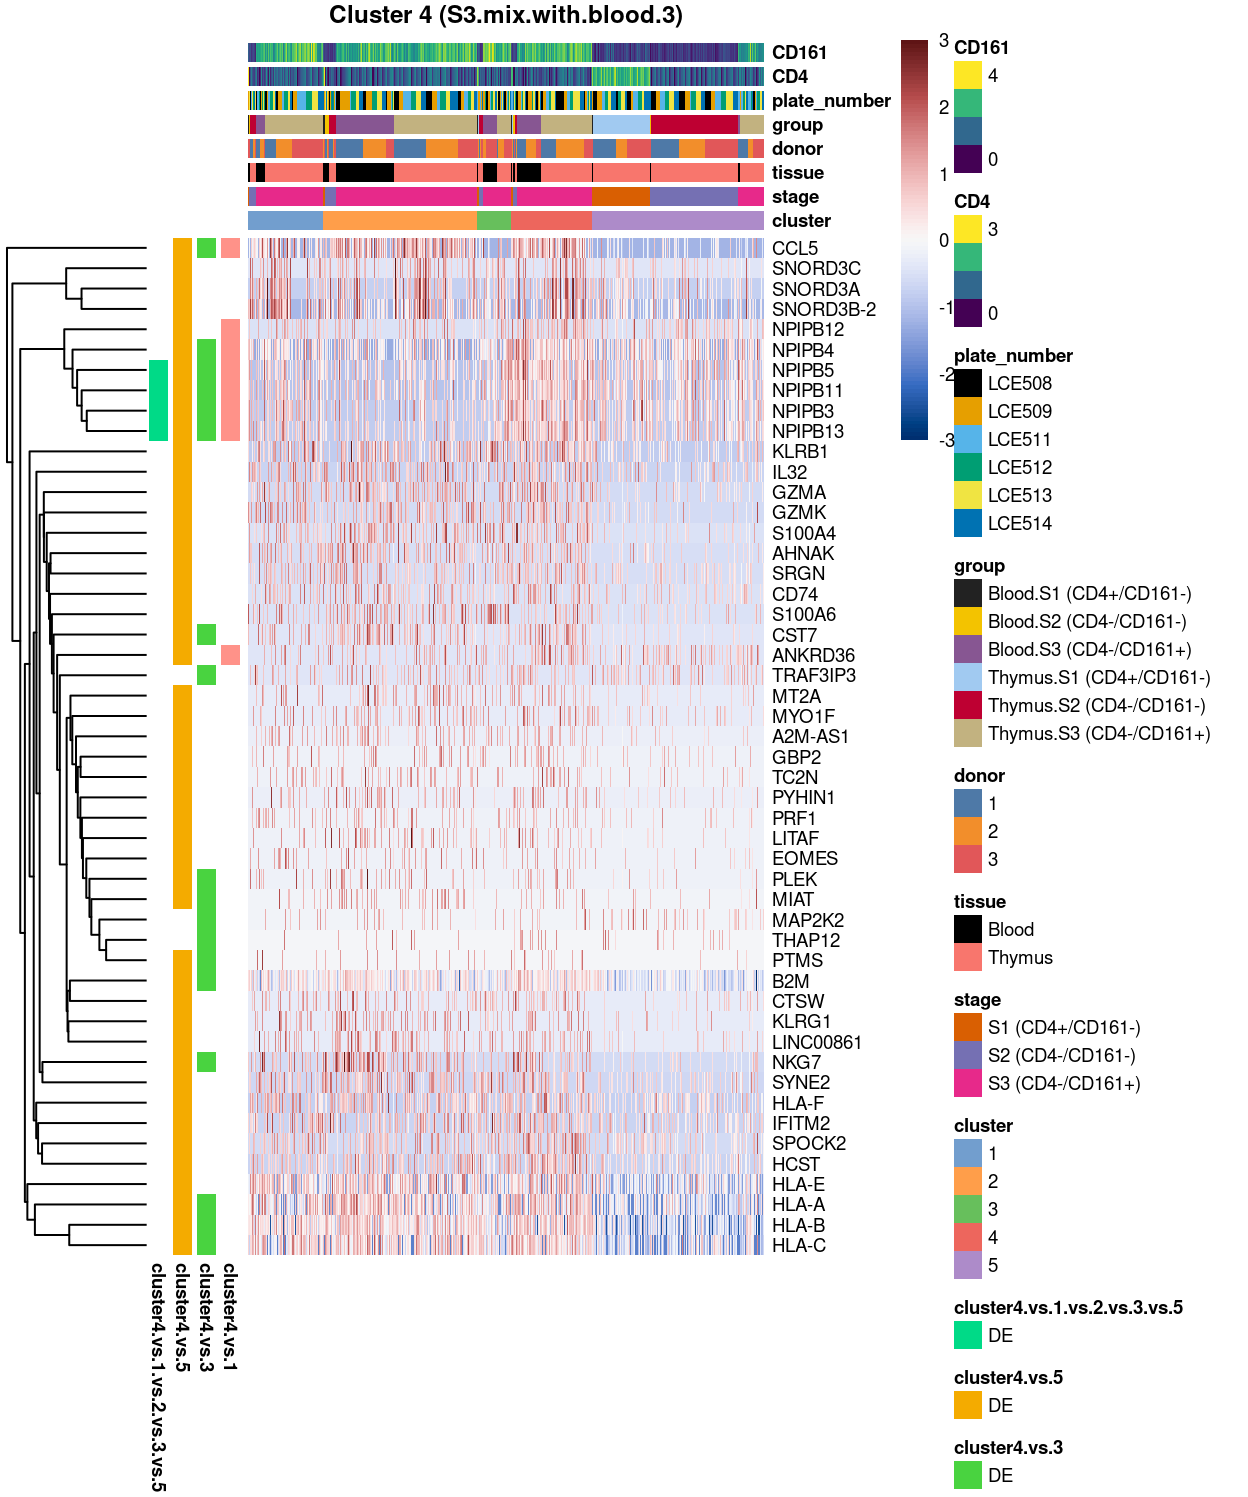 Cluster 4 (S3.mix.with.blood.3)
CD161
CD4
plate_number
group
donor
tissue
stage
cluster
CCL5
SNORD3C
SNORD3A
SNORD3B-2
NPIPB12
NPIPB4
NPIPB5
NPIPB11
NPIPB3
NPIPB13
KLRB1
IL32
GZMA
GZMK
S100A4
AHNAK
SRGN
CD74
S100A6
CST7
ANKRD36
TRAF3IP3
MT2A
MYO1F
A2M-AS1
GBP2
TC2N
PYHIN1
PRF1
LITAF
EOMES
PLEK
MIAT
MAP2K2
THAP12
PTMS
B2M
CTSW
KLRG1
LINC00861
NKG7
SYNE2
HLA-F
IFITM2
SPOCK2
HCST
HLA-E
HLA-A
HLA-B
HLA-C
cluster4.vs.1.vs.2.vs.3.vs.5
cluster4.vs.5
cluster4.vs.3
cluster4.vs.1
3
2
1
0
-1
-2
-3
CD161
4
0
CD4
3
0
plate_number
LCE508
LCE509
LCE511
LCE512
LCE513
LCE514
group
Blood.S1 (CD4+/CD161-)
Blood.S2 (CD4-/CD161-)
Blood.S3 (CD4-/CD161+)
Thymus.S1 (CD4+/CD161-)
Thymus.S2 (CD4-/CD161-)
Thymus.S3 (CD4-/CD161+)
donor
1
2
3
tissue
Blood
Thymus
stage
S1 (CD4+/CD161-)
S2 (CD4-/CD161-)
S3 (CD4-/CD161+)
cluster
1
2
3
4
5
cluster4.vs.1.vs.2.vs.3.vs.5
DE
cluster4.vs.5
DE
cluster4.vs.3
DE